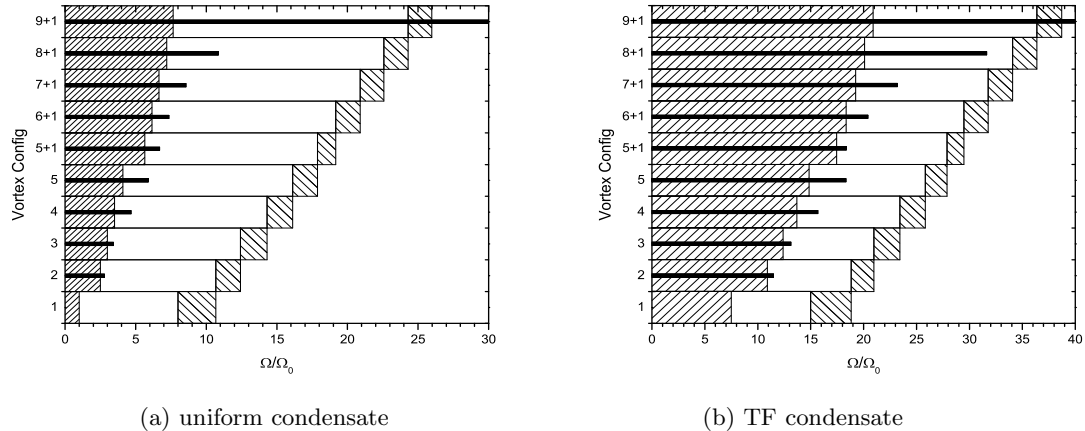 Vortex Config
9+1
8+1
7+1
6+1
5+1
5
4
3
2
1
0 5 10 15 20 25 30
Ω/Ω₀
(a) uniform condensate
Vortex Config
9+1
8+1
7+1
6+1
5+1
5
4
3
2
1
0 5 10 15 20 25 30 35 40
Ω/Ω₀
(b) TF condensate